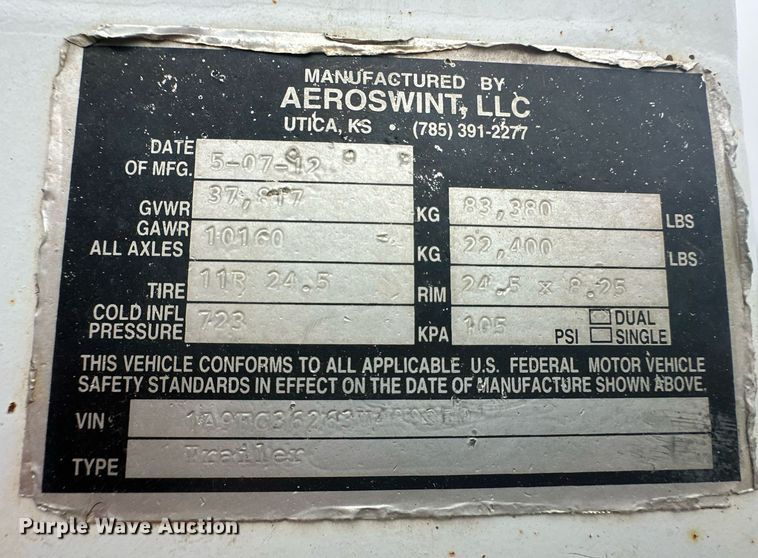 MANUFACTURED BY
AEROSWINT, LLC
UTICA, KS • (785) 391-2277
DATE OF MFG. 5-07-12
GVWR 37,817 KG 83,380 LBS
GAWR ALL AXLES 10160 KG 22,400 LBS
TIRE 11R 24.5 RIM 24.5 x 8.25
COLD INFL PRESSURE 723 KPA 105 PSI DUAL SINGLE
THIS VEHICLE CONFORMS TO ALL APPLICABLE U.S. FEDERAL MOTOR VEHICLE
SAFETY STANDARDS IN EFFECT ON THE DATE OF MANUFACTURE SHOWN ABOVE.
VIN
TYPE Trailer
Purple Wave Auction